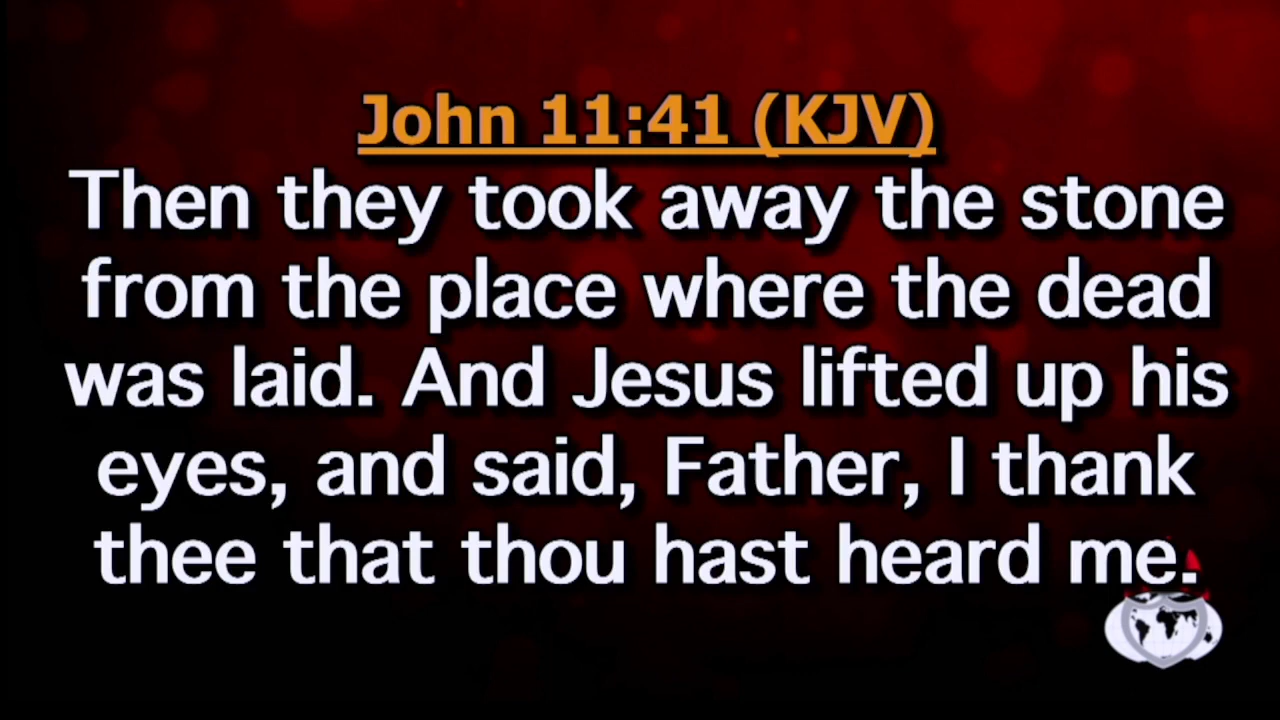 John 11:41 (KJV)
Then they took away the stone
from the place where the dead
was laid. And Jesus lifted up his
eyes, and said, Father, I thank
thee that thou hast heard me.